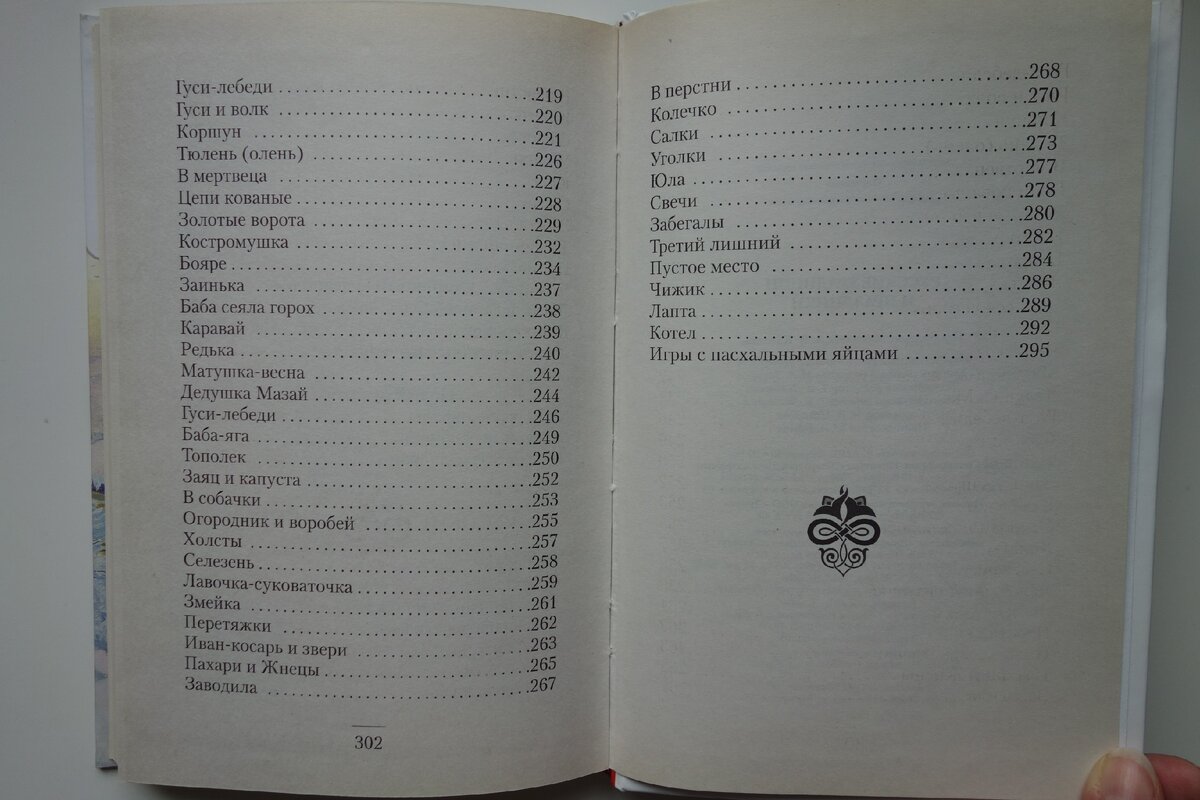 Гуси-лебеди ........ 219
Гуси и волк ........ 220
Коршун ........ 221
Тюлень (олень) ........ 226
В мертвеца ........ 227
Цепи кованые ........ 228
Золотые ворота ........ 229
Костромушка ........ 232
Бояре ........ 234
Заинька ........ 237
Баба сеяла горох ........ 238
Каравай ........ 239
Редька ........ 240
Матушка-весна ........ 242
Дедушка Мазай ........ 244
Гуси-лебеди ........ 246
Баба-яга ........ 249
Тополек ........ 250
Заяц и капуста ........ 252
В собачки ........ 253
Огородник и воробей ........ 255
Холсты ........ 257
Селезень ........ 258
Лавочка-суковаточка ........ 259
Змейка ........ 261
Перетяжки ........ 262
Иван-косарь и звери ........ 263
Пахари и Жнецы ........ 265
Заводила ........ 267
302
В перстни ........ 268
Колечко ........ 270
Салки ........ 271
Уголки ........ 273
Юла ........ 277
Свечи ........ 278
Забегалы ........ 280
Третий лишний ........ 282
Пустое место ........ 284
Чижик ........ 286
Лапта ........ 289
Котел ........ 292
Игры с пасхальными яйцами ........ 295